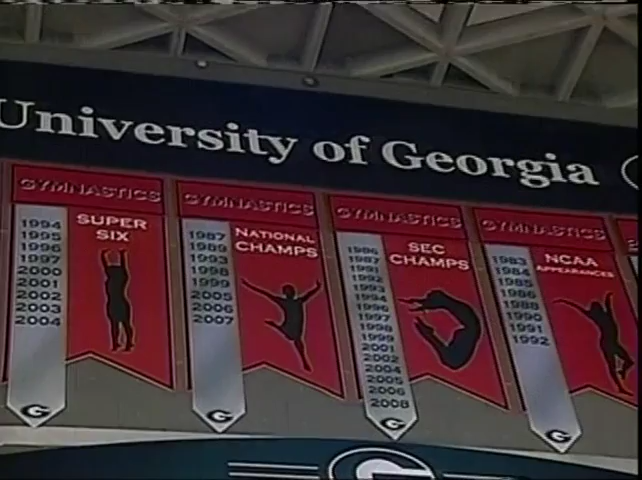 University of Georgia
GYMNASTICS
SUPER
SIX
1994
1995
1996
1997
2000
2001
2002
2003
2004
G
GYMNASTICS
NATIONAL
CHAMPS
1987
1989
1993
1998
1999
2005
2006
2007
G
GYMNASTICS
SEC
CHAMPS
1986
1987
1991
1992
1993
1994
1996
1997
1998
1999
2001
2002
2004
2005
2006
2008
G
GYMNASTICS
NCAA
APPEARANCES
1983
1984
1985
1986
1988
1990
1991
1992
G
G